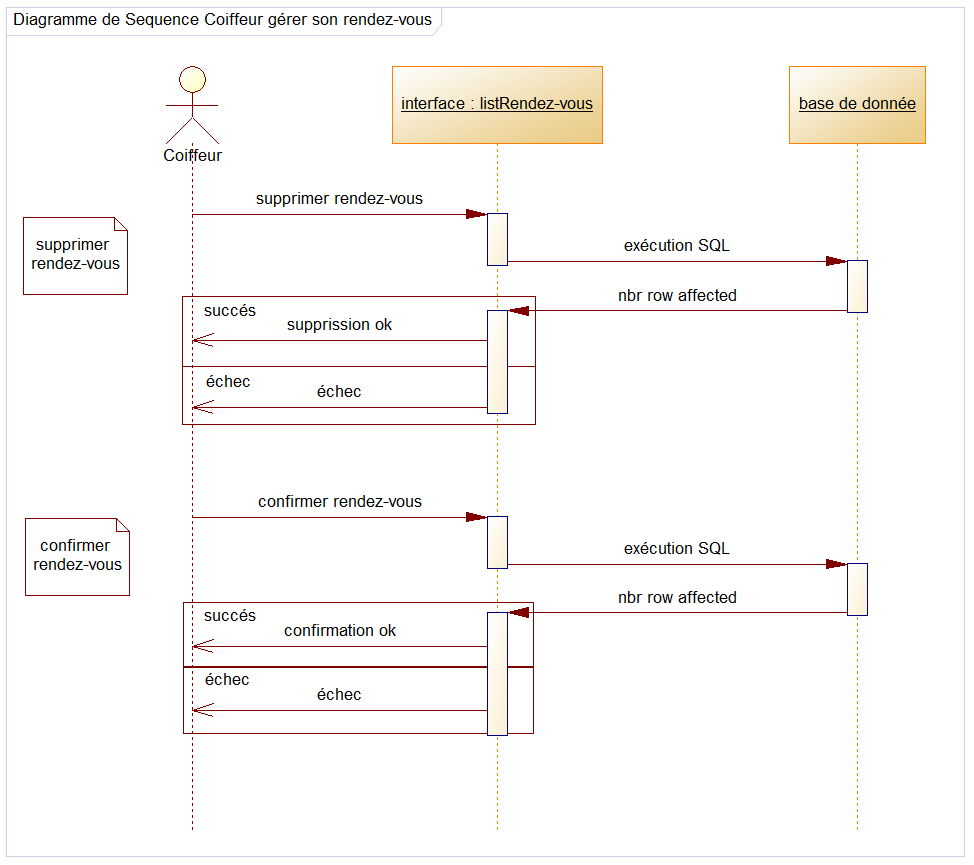 Diagramme de Sequence Coiffeur gérer son rendez-vous
Coiffeur
interface : listRendez-vous
base de donnée
supprimer rendez-vous
supprimer
rendez-vous
exécution SQL
nbr row affected
succés
supprission ok
échec
échec
confirmer rendez-vous
confirmer
rendez-vous
exécution SQL
nbr row affected
succés
confirmation ok
échec
échec